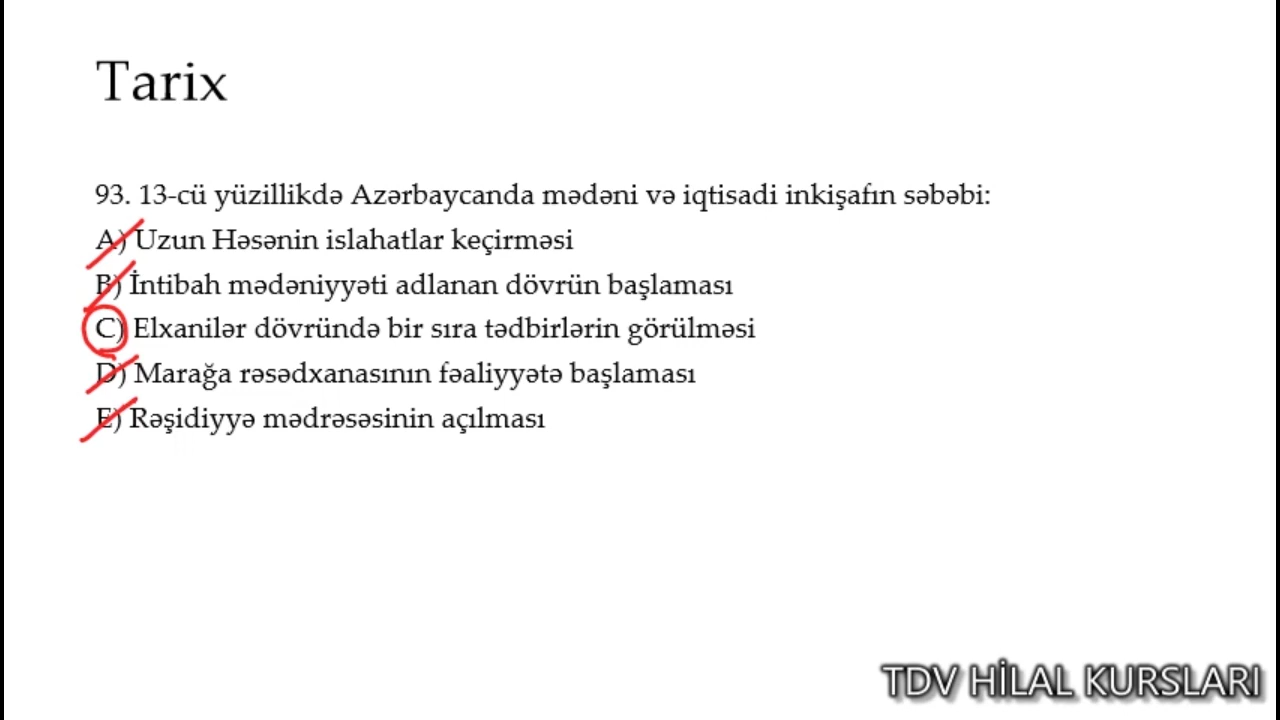 Tarix
93. 13-cü yüzillikdə Azərbaycanda mədəni və iqtisadi inkişafın səbəbi:
A) Uzun Həsənin islahatlar keçirməsi
B) İntibah mədəniyyəti adlanan dövrün başlaması
C) Elxanilər dövründə bir sıra tədbirlərin görülməsi
D) Marağa rəsədxanasının fəaliyyətə başlaması
E) Rəşidiyyə mədrəsəsinin açılması
TDV HİLAL KURSLARI